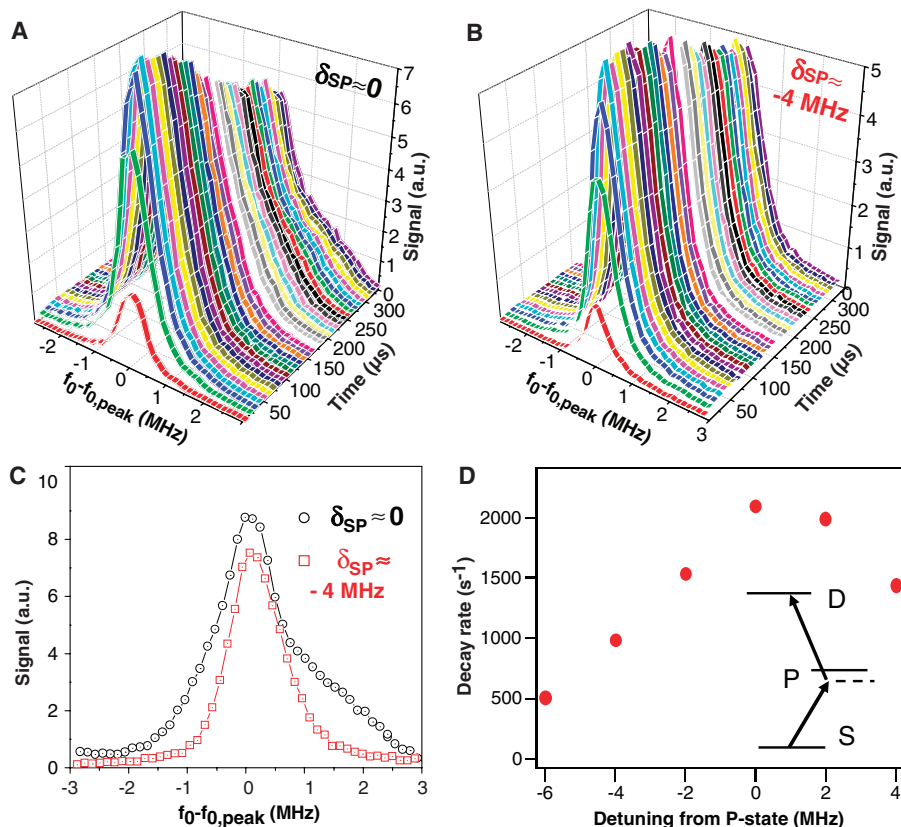 A
δSP≈0
7
6
5
4
3
2
1
0
Signal (a.u.)
-2
-1
0
1
2
f0-f0,peak (MHz)
50
100
150
200
250
300
Time (µs)
B
δSP≈
-4 MHz
5
4
3
2
1
0
Signal (a.u.)
-2
-1
0
1
2
3
f0-f0,peak (MHz)
50
100
150
200
250
300
Time (µs)
C
10
8
6
4
2
0
Signal (a.u.)
δSP ≈ 0
δSP ≈
- 4 MHz
-3
-2
-1
0
1
2
3
f0-f0,peak (MHz)
D
2000
1500
1000
500
0
Decay rate (s-1)
D
P
S
-6
-4
-2
0
2
4
Detuning from P-state (MHz)